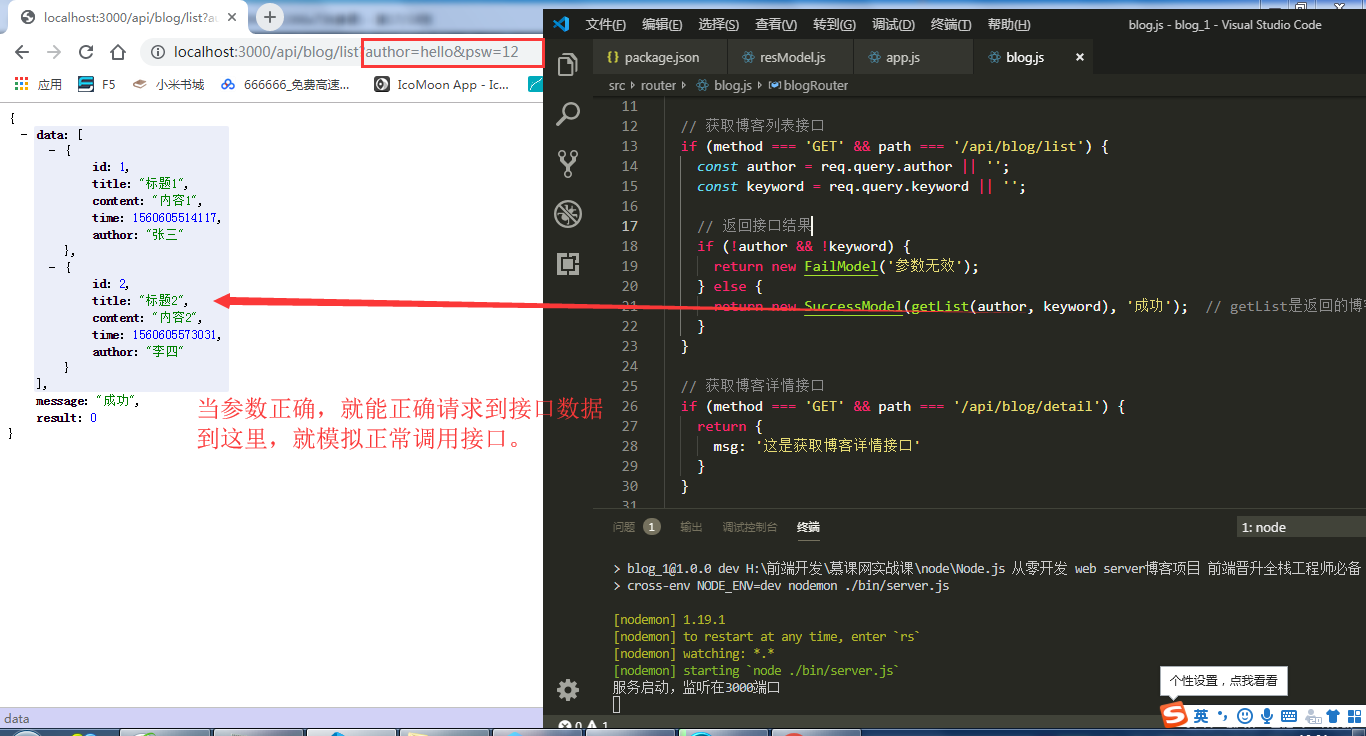 localhost:3000/api/blog/list?au
localhost:3000/api/blog/list?author=hello&psw=12
应用
F5
小米书城
666666_免费高速...
IcoMoon App - Ic...
{
data: [
{
id: 1,
title: "标题1",
content: "内容1",
time: 1560605514117,
author: "张三"
},
{
id: 2,
title: "标题2",
content: "内容2",
time: 1560605573031,
author: "李四"
}
],
message: "成功",
result: 0
}
当参数正确，就能正确请求到接口数据
到这里，就模拟正常调用接口。
data
文件(F) 编辑(E) 选择(S) 查看(V) 转到(G) 调试(D) 终端(T) 帮助(H) blog.js - blog_1 - Visual Studio Code
{} package.json resModel.js app.js blog.js
src router blog.js blogRouter
11
12 // 获取博客列表接口
13 if (method === 'GET' && path === '/api/blog/list') {
14 const author = req.query.author || '';
15 const keyword = req.query.keyword || '';
16
17 // 返回接口结果
18 if (!author && !keyword) {
19 return new FailModel('参数无效');
20 } else {
21 return new SuccessModel(getList(author, keyword), '成功'); // getList是返回的博
22 }
23 }
24
25 // 获取博客详情接口
26 if (method === 'GET' && path === '/api/blog/detail') {
27 return {
28 msg: '这是获取博客详情接口'
29 }
30 }
31
问题 1 输出 调试控制台 终端 1: node
> blog_1@1.0.0 dev H:\前端开发\慕课网实战课\node\Node.js 从零开发 web server博客项目 前端晋升全栈工程师必备
> cross-env NODE_ENV=dev nodemon ./bin/server.js
[nodemon] 1.19.1
[nodemon] to restart at any time, enter `rs`
[nodemon] watching: *.*
[nodemon] starting `node ./bin/server.js`
服务启动，监听在3000端口
个性设置，点我看看
英
0 1